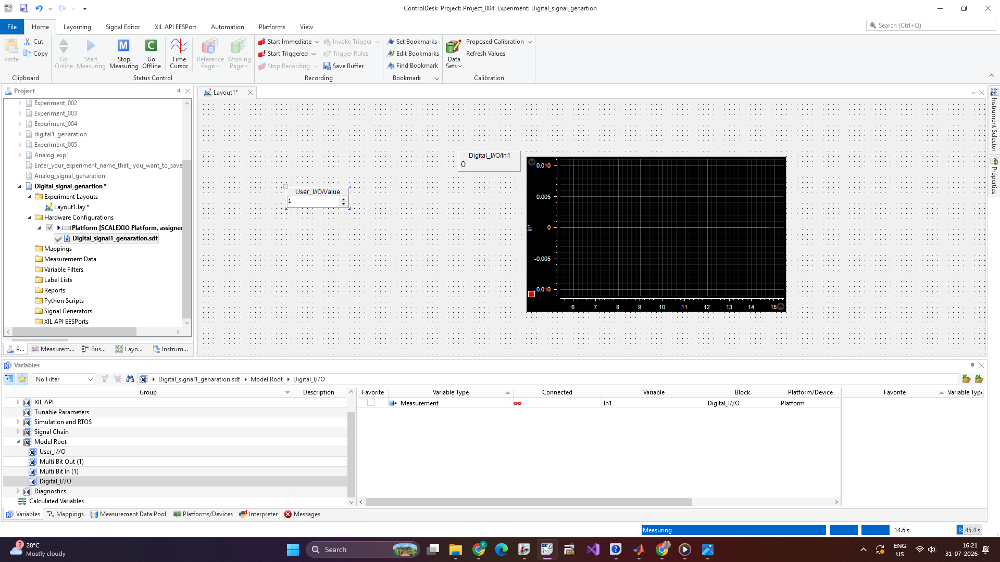 ControlDesk Project: Project_004 Experiment: Digital_signal_genartion
File Home Layouting Signal Editor XIL API EESPort Automation Platforms View
Search (Ctrl+Q)
Paste
Cut
Copy
Clipboard
Go Online
Start Measuring
Stop Measuring
Go Offline
Time Cursor
Reference Page
Working Page
Status Control
Start Immediate
Start Triggered
Stop Recording
Invoke Trigger
Trigger Rules
Save Buffer
Recording
Set Bookmarks
Edit Bookmarks
Find Bookmark
Bookmark
Data Sets
Proposed Calibration
Refresh Values
Calibration
Project
Experiment_002
Experiment_003
Experiment_004
digital1_genaration
Experiment_005
Analog_exp1
Enter_your_experiment_name_that_ you_want_to_save
Analog_signal_genaration
Digital_signal_genartion *
Experiment Layouts
Layout1.lay *
Hardware Configurations
Platform [SCALEXIO Platform, assigned
Digital_signal1_genaration.sdf
Mappings
Measurement Data
Variable Filters
Label Lists
Reports
Python Scripts
Signal Generators
XIL API EESPorts
P... Measurem... Bus... Layo... Instrum...
Layout1*
Digital_I//O/In1
0
User_I//O/Value
1
In1
0.010
0.005
0
-0.005
-0.010
6 7 8 9 10 11 12 13 14 15
Instrument Selector
Properties
Variables
No Filter
Digital_signal1_genaration.sdf Model Root Digital_I//O
Group Description
XIL API
Tunable Parameters
Simulation and RTOS
Signal Chain
Model Root
User_I//O
Multi Bit Out (1)
Multi Bit In (1)
Digital_I//O
Diagnostics
Calculated Variables
Favorite Variable Type Connected Variable Block Platform/Device
Measurement In1 Digital_I//O Platform
Favorite Variable Type
Variables Mappings Measurement Data Pool Platforms/Devices Interpreter Messages
Measuring 14.6 s R: 45.4 s
2
28°C
Mostly cloudy
Search
ENG
US
16:21
31-07-2026